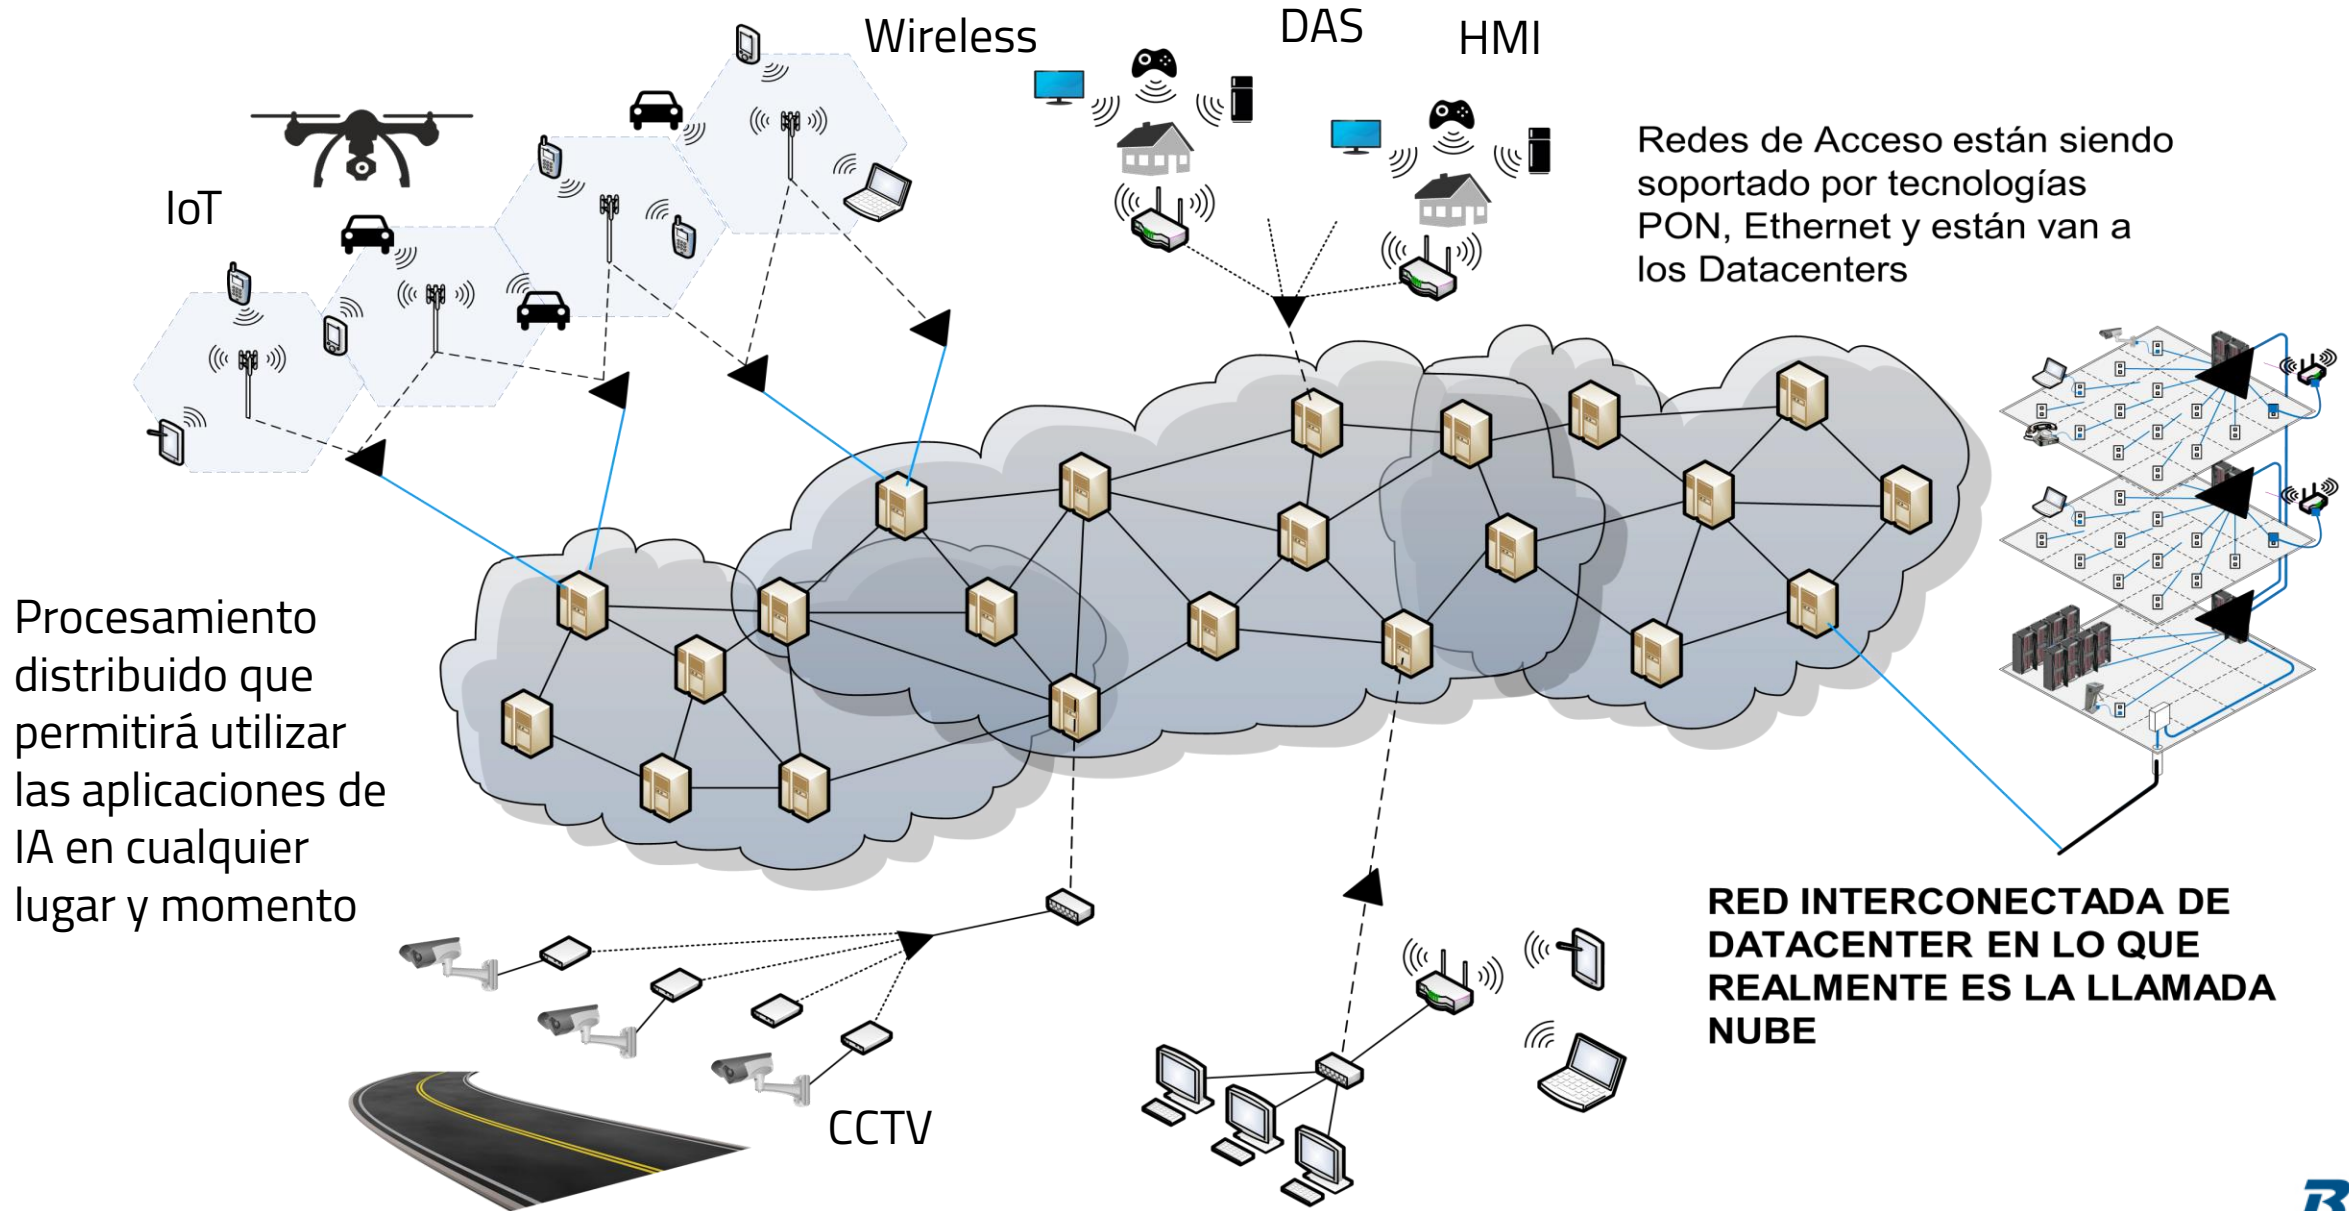 Wireless
DAS
HMI
IoT
Redes de Acceso están siendo
soportado por tecnologías
PON, Ethernet y están van a
los Datacenters
Procesamiento
distribuido que
permitirá utilizar
las aplicaciones de
IA en cualquier
lugar y momento
RED INTERCONECTADA DE
DATACENTER EN LO QUE
REALMENTE ES LA LLAMADA
NUBE
CCTV